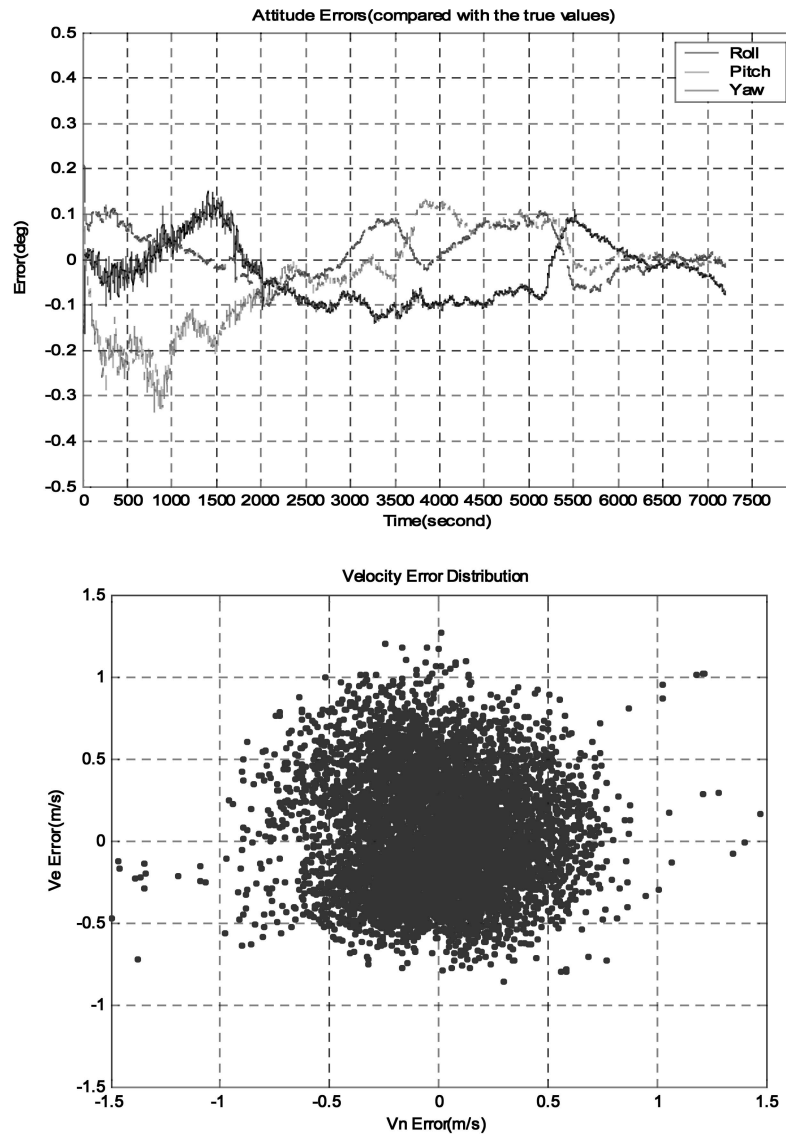 Attitude Errors(compared with the true values)
0.5
0.4
0.3
0.2
0.1
0
-0.1
-0.2
-0.3
-0.4
-0.5
Error(deg)
Roll
Pitch
Yaw
0 500 1000 1500 2000 2500 3000 3500 4000 4500 5000 5500 6000 6500 7000 7500
Time(second)
Velocity Error Distribution
1.5
1
0.5
0
-0.5
-1
-1.5
Ve Error(m/s)
-1.5 -1 -0.5 0 0.5 1 1.5
Vn Error(m/s)